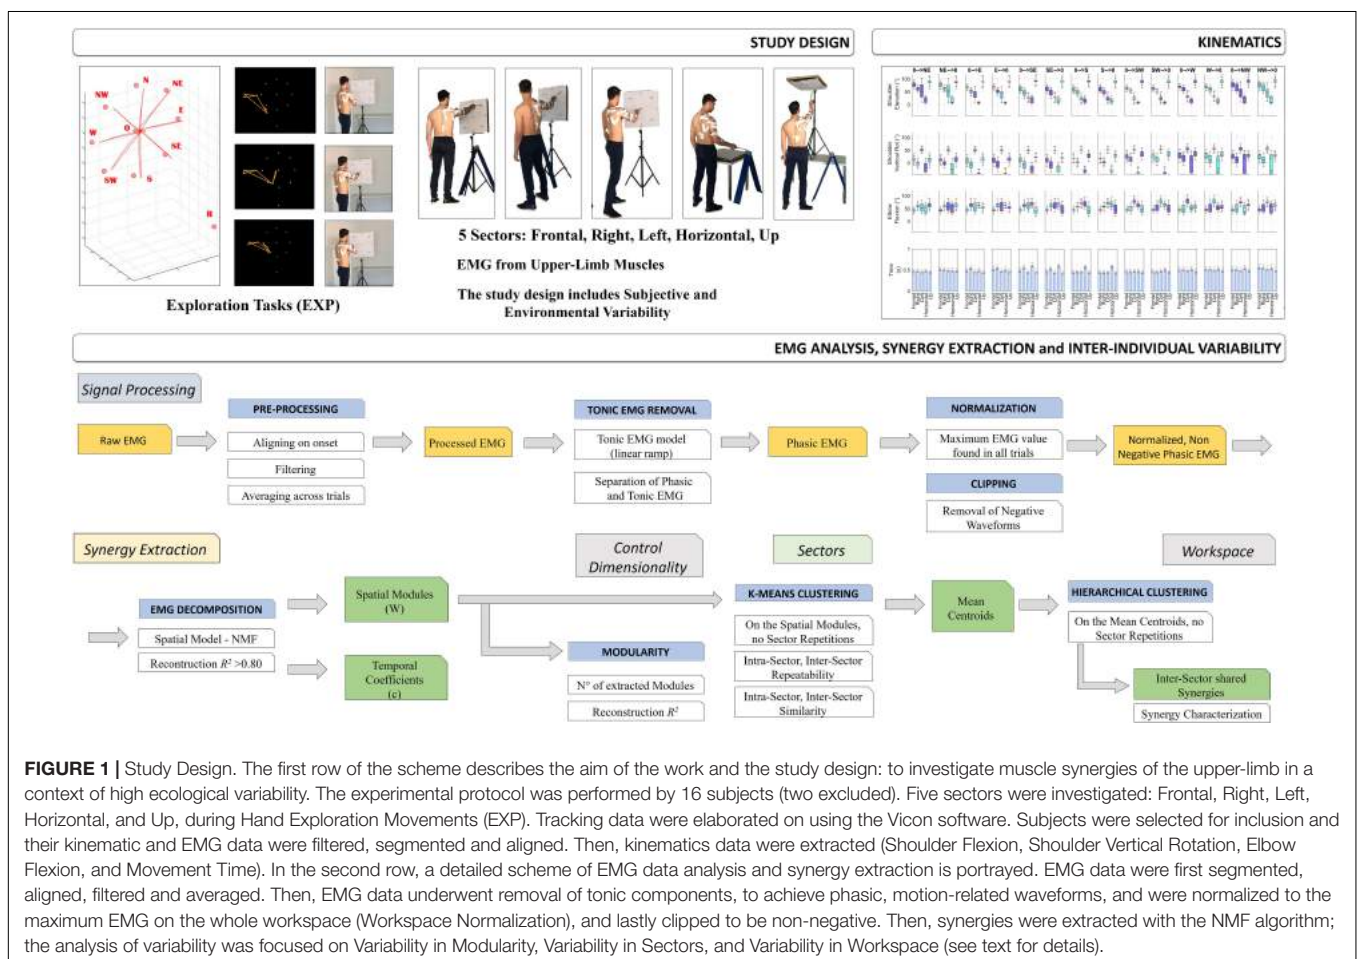 STUDY DESIGN
N
NW
NE
W
O
E
SE
SW
S
R
Exploration Tasks (EXP)
5 Sectors: Frontal, Right, Left, Horizontal, Up
EMG from Upper-Limb Muscles
The study design includes Subjective and
Environmental Variability
KINEMATICS
EMG ANALYSIS, SYNERGY EXTRACTION and INTER-INDIVIDUAL VARIABILITY
Signal Processing
Raw EMG
PRE-PROCESSING
Aligning on onset
Filtering
Averaging across trials
Processed EMG
TONIC EMG REMOVAL
Tonic EMG model
(linear ramp)
Separation of Phasic
and Tonic EMG
Phasic EMG
NORMALIZATION
Maximum EMG value
found in all trials
CLIPPING
Removal of Negative
Waveforms
Normalized, Non
Negative Phasic EMG
Synergy Extraction
Control
Dimensionality
Sectors
Workspace
EMG DECOMPOSITION
Spatial Model - NMF
Reconstruction R² >0.80
Spatial Modules
(W)
Temporal
Coefficients
(c)
MODULARITY
N° of extracted Modules
Reconstruction R²
K-MEANS CLUSTERING
On the Spatial Modules,
no Sector Repetitions
Intra-Sector, Inter-Sector
Repeatability
Intra-Sector, Inter-Sector
Similarity
Mean
Centroids
HIERARCHICAL CLUSTERING
On the Mean Centroids, no
Sector Repetitions
Inter-Sector shared
Synergies
Synergy Characterization
FIGURE 1 | Study Design. The first row of the scheme describes the aim of the work and the study design: to investigate muscle synergies of the upper-limb in a
context of high ecological variability. The experimental protocol was performed by 16 subjects (two excluded). Five sectors were investigated: Frontal, Right, Left,
Horizontal, and Up, during Hand Exploration Movements (EXP). Tracking data were elaborated on using the Vicon software. Subjects were selected for inclusion and
their kinematic and EMG data were filtered, segmented and aligned. Then, kinematics data were extracted (Shoulder Flexion, Shoulder Vertical Rotation, Elbow
Flexion, and Movement Time). In the second row, a detailed scheme of EMG data analysis and synergy extraction is portrayed. EMG data were first segmented,
aligned, filtered and averaged. Then, EMG data underwent removal of tonic components, to achieve phasic, motion-related waveforms, and were normalized to the
maximum EMG on the whole workspace (Workspace Normalization), and lastly clipped to be non-negative. Then, synergies were extracted with the NMF algorithm;
the analysis of variability was focused on Variability in Modularity, Variability in Sectors, and Variability in Workspace (see text for details).